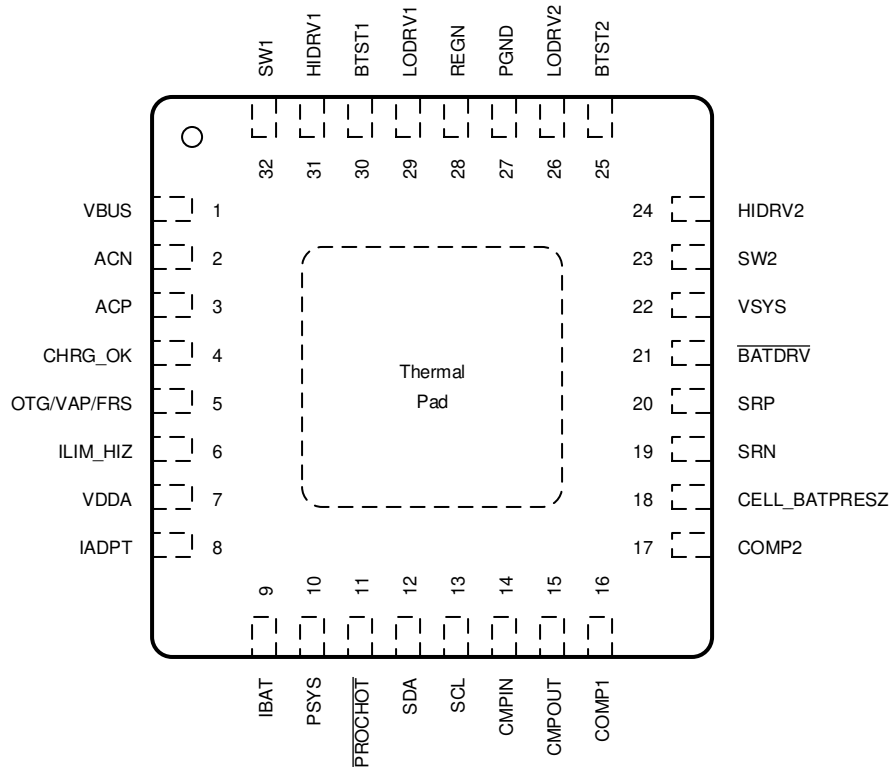 SW1
HIDRV1
BTST1
LODRV1
REGN
PGND
LODRV2
BTST2
32
31
30
29
28
27
26
25
VBUS 1
ACN 2
ACP 3
CHRG_OK 4
OTG/VAP/FRS 5
ILIM_HIZ 6
VDDA 7
IADPT 8
Thermal
Pad
24 HIDRV2
23 SW2
22 VSYS
21 BATDRV
20 SRP
19 SRN
18 CELL_BATPRESZ
17 COMP2
9
10
11
12
13
14
15
16
IBAT
PSYS
PROCHOT
SDA
SCL
CMPIN
CMPOUT
COMP1